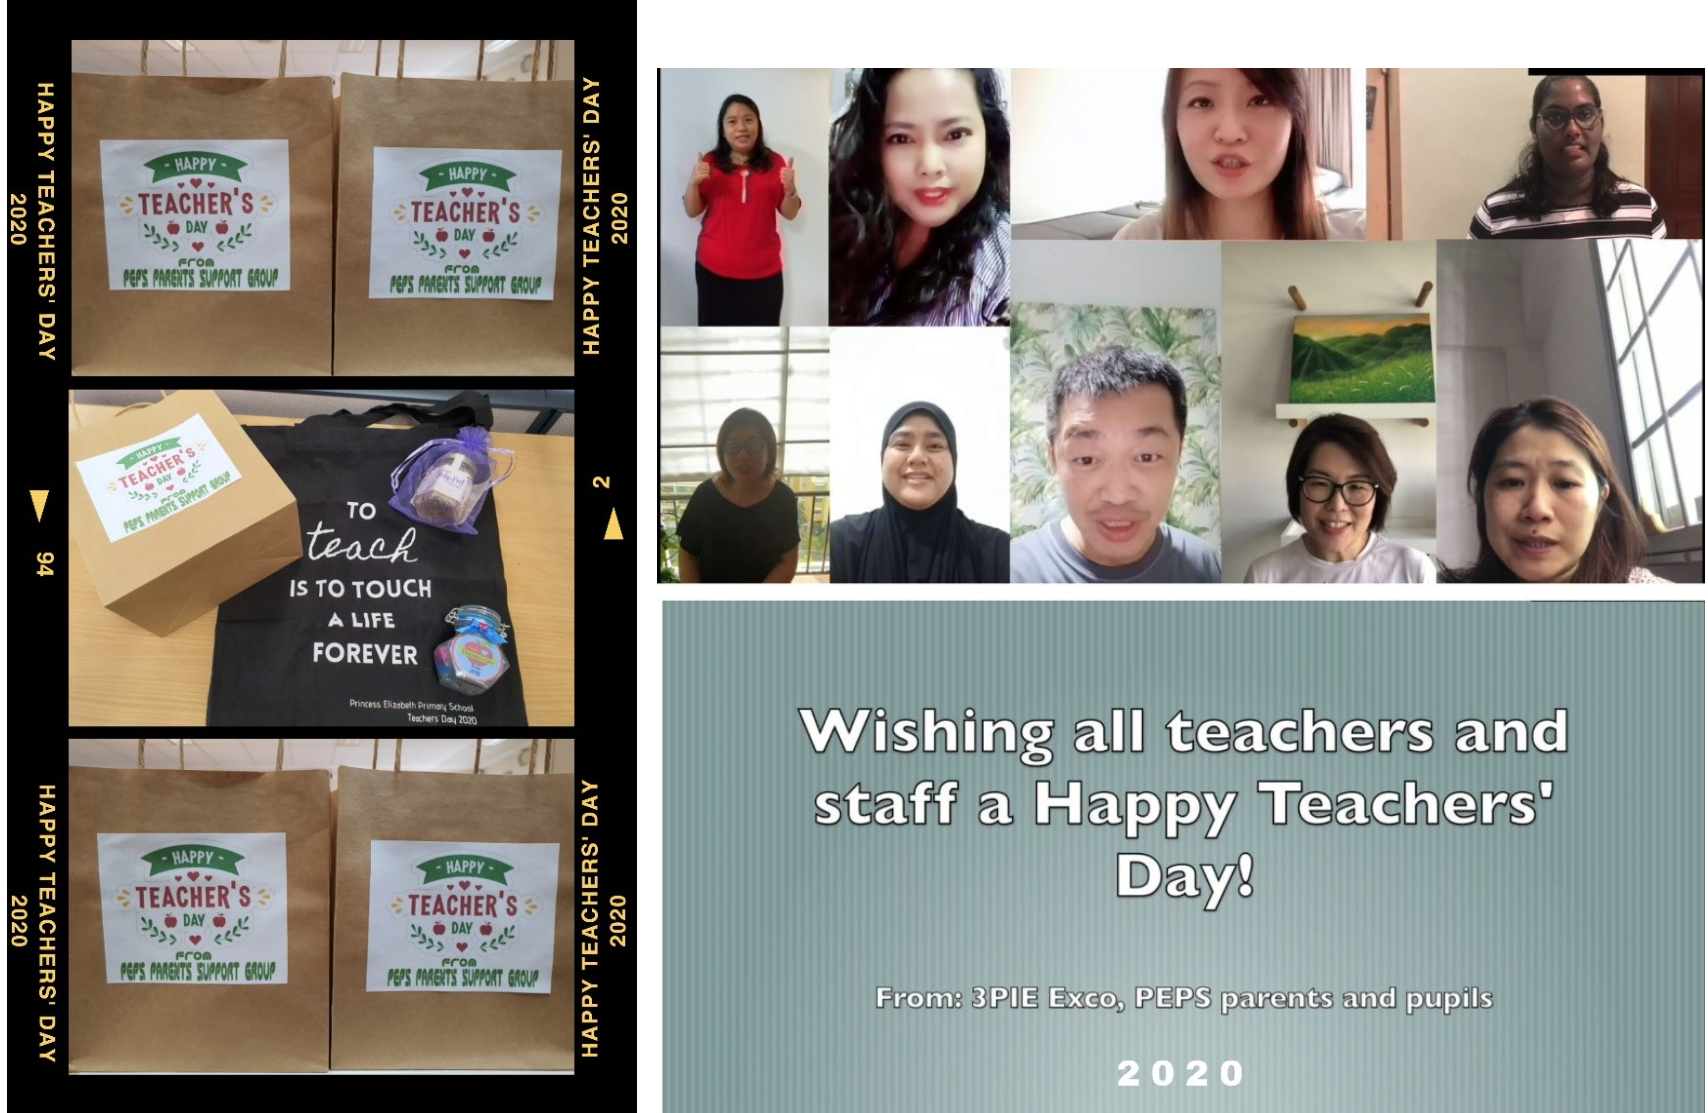 HAPPY TEACHERS' DAY
2020
HAPPY TEACHERS' DAY
2020
- HAPPY -
TEACHER'S
DAY
FROM
PEPS PARENTS SUPPORT GROUP
- HAPPY -
TEACHER'S
DAY
FROM
PEPS PARENTS SUPPORT GROUP
94
2
- HAPPY -
TEACHER'S
DAY
FROM
PEPS PARENTS SUPPORT GROUP
TO
teach
IS TO TOUCH
A LIFE
FOREVER
Princess Elizabeth Primary School
Teachers Day 2020
HAPPY TEACHERS' DAY
2020
HAPPY TEACHERS' DAY
2020
- HAPPY -
TEACHER'S
DAY
FROM
PEPS PARENTS SUPPORT GROUP
- HAPPY -
TEACHER'S
DAY
FROM
PEPS PARENTS SUPPORT GROUP
Wishing all teachers and
staff a Happy Teachers'
Day!
From: 3PIE Exco, PEPS parents and pupils
2020